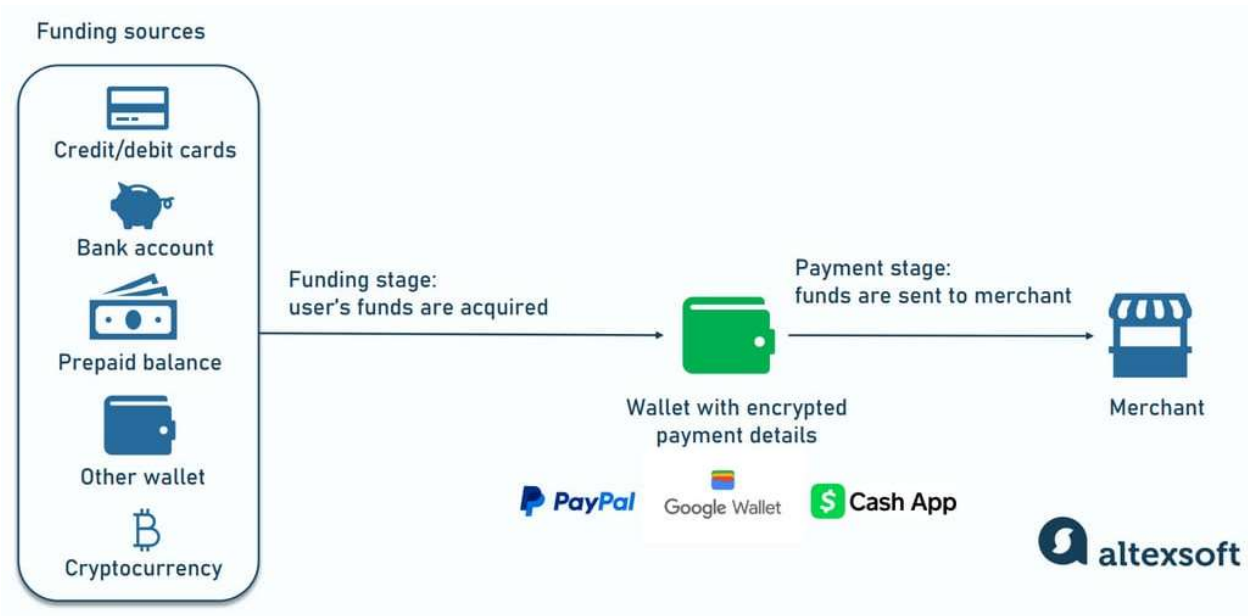 Funding sources
Credit/debit cards
Bank account
Prepaid balance
Other wallet
Cryptocurrency
Funding stage:
user's funds are acquired
Wallet with encrypted
payment details
PayPal
Google Wallet
$ Cash App
Payment stage:
funds are sent to merchant
Merchant
altexsoft